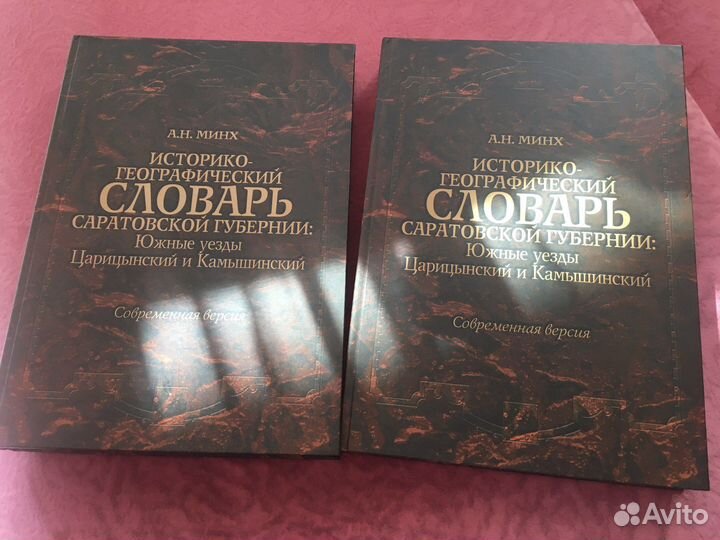 А.Н. МИНХ
ИСТОРИКО-
ГЕОГРАФИЧЕСКИЙ
СЛОВАРЬ
САРАТОВСКОЙ ГУБЕРНИИ:
Южные уезды
Царицынский и Камышинский
Современная версия
А.Н. МИНХ
ИСТОРИКО-
ГЕОГРАФИЧЕСКИЙ
СЛОВАРЬ
САРАТОВСКОЙ ГУБЕРНИИ:
Южные уезды
Царицынский и Камышинский
Современная версия
Avito